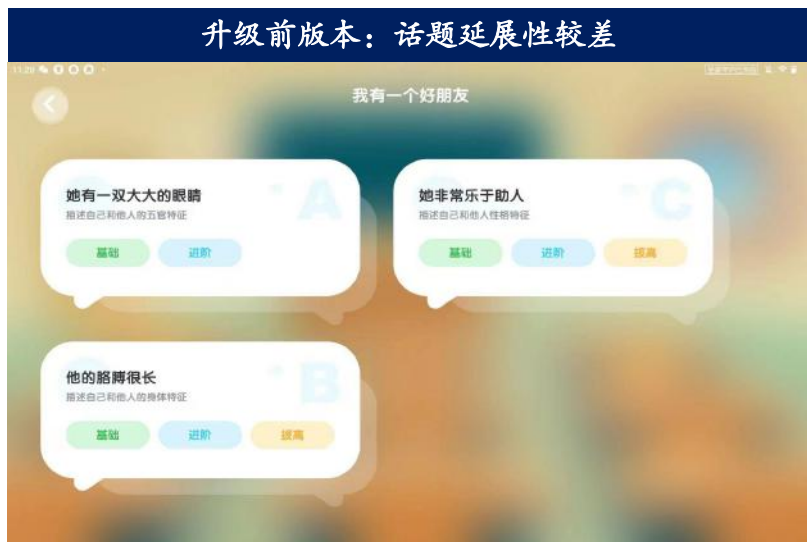 升级前版本：话题延展性较差
我有一个好朋友
她有一双大大的眼睛
描述自己和他人的五官特征
A
基础
进阶
她非常乐于助人
描述自己和他人性格特征
C
基础
进阶
拔高
他的胳膊很长
描述自己和他人的身体特征
B
基础
进阶
拔高